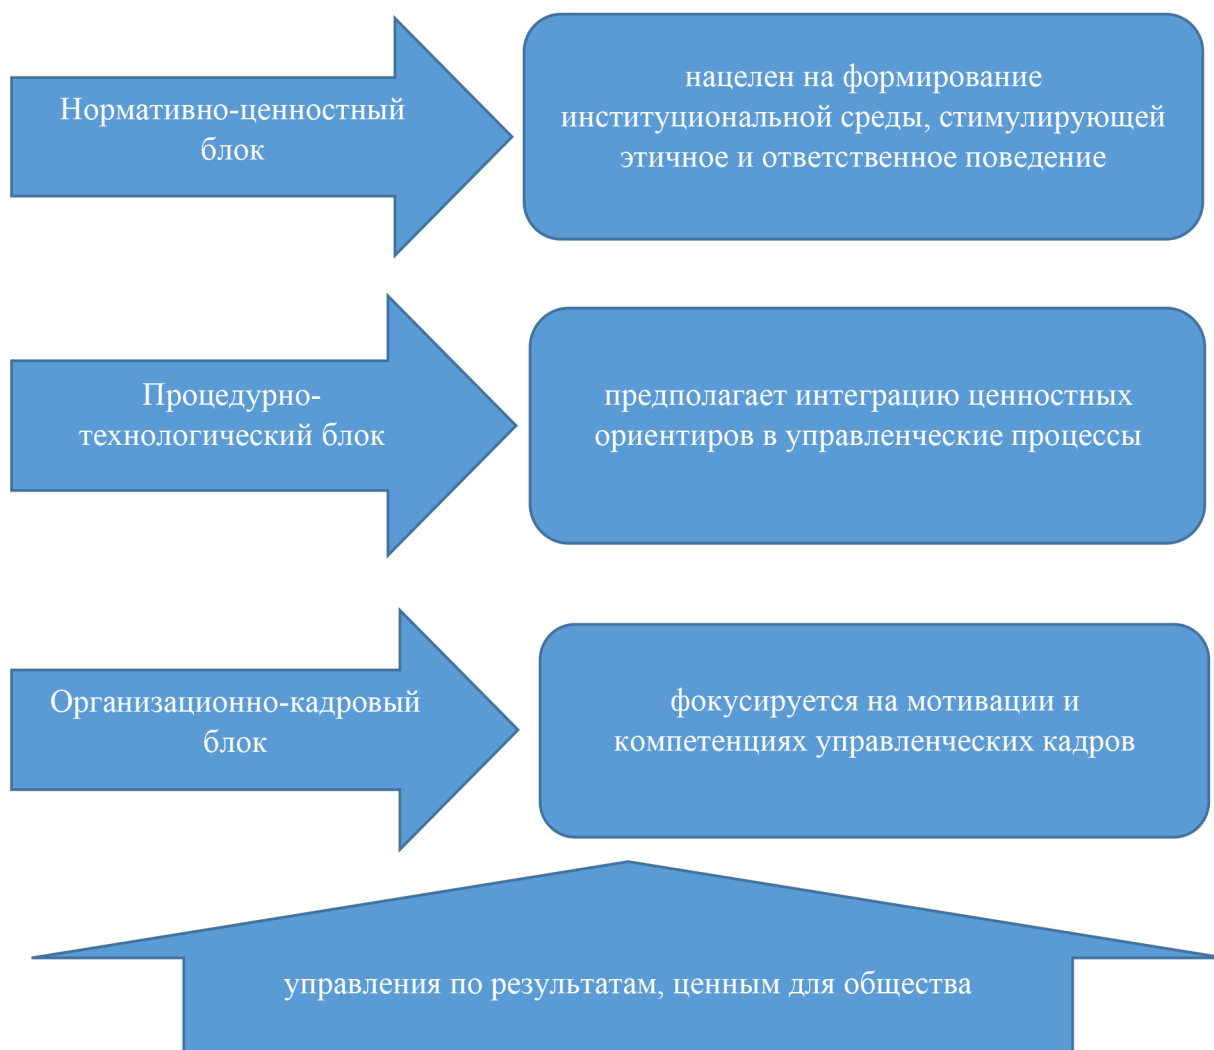 Нормативно-ценностный
блок
нацелен на формирование
институциональной среды, стимулирующей
этичное и ответственное поведение
Процедурно-
технологический блок
предполагает интеграцию ценностных
ориентиров в управленческие процессы
Организационно-кадровый
блок
фокусируется на мотивации и
компетенциях управленческих кадров
управления по результатам, ценным для общества